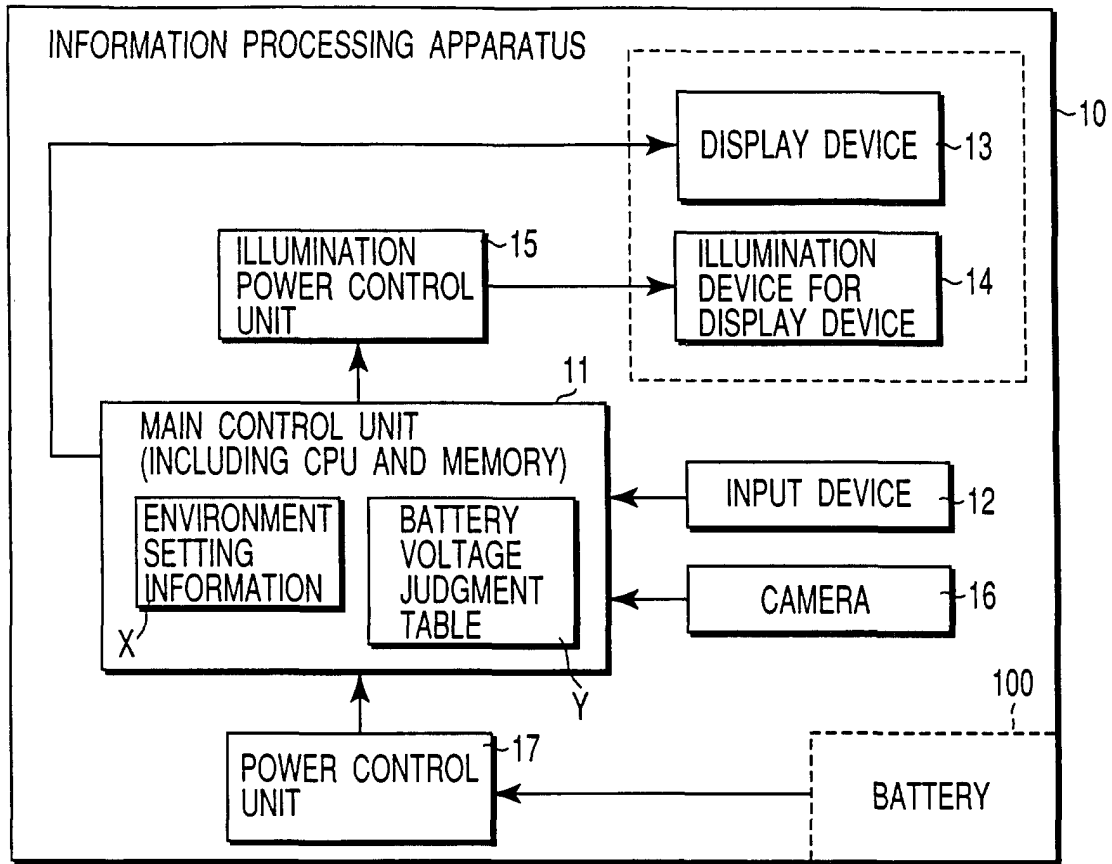 INFORMATION PROCESSING APPARATUS
10
DISPLAY DEVICE
13
15
ILLUMINATION
POWER CONTROL
UNIT
ILLUMINATION
DEVICE FOR
DISPLAY DEVICE
14
11
MAIN CONTROL UNIT
(INCLUDING CPU AND MEMORY)
ENVIRONMENT
SETTING
INFORMATION
X
BATTERY
VOLTAGE
JUDGMENT
TABLE
Y
INPUT DEVICE
12
CAMERA
16
100
POWER CONTROL
UNIT
17
BATTERY